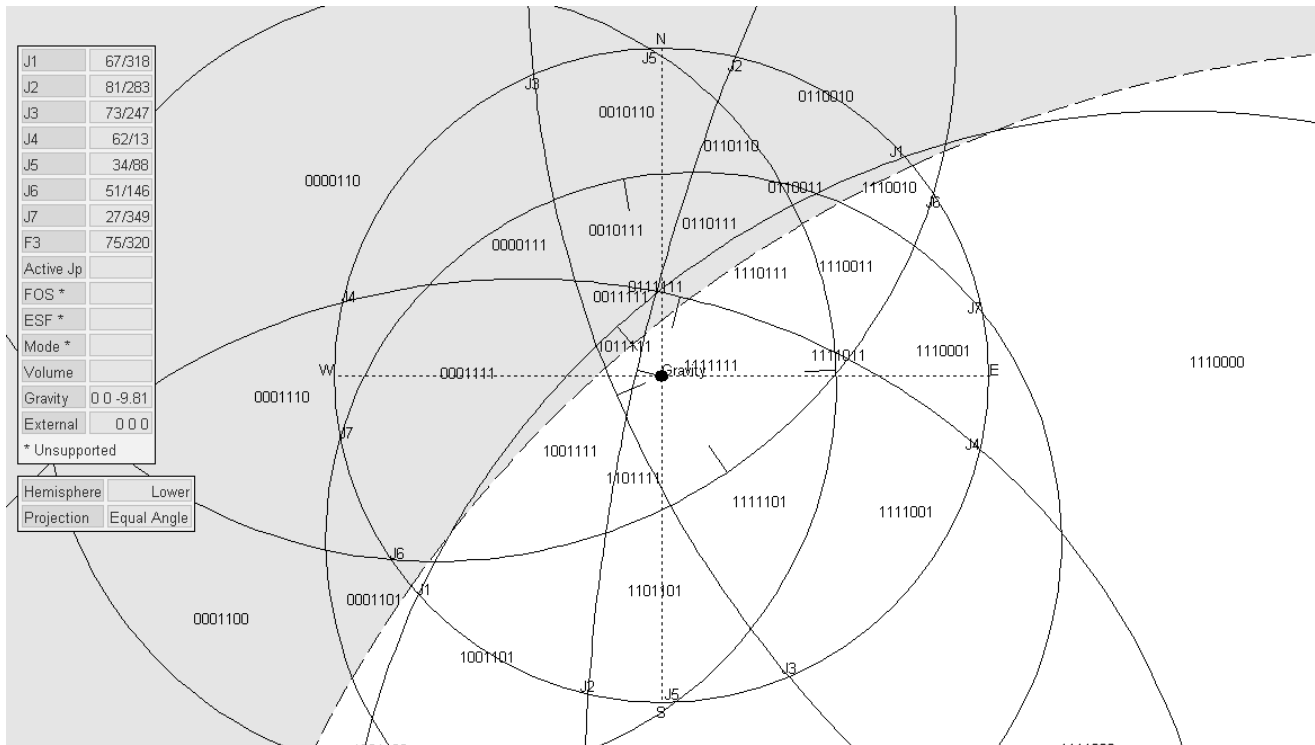 N
J5
J2
J1 67/318
J2 81/283
J3 73/247
J4 62/13
J5 34/88
J6 51/146
J7 27/349
F3 75/320
Active Jp
FOS *
ESF *
Mode *
Volume
Gravity 0 0 -9.81
External 0 0 0
* Unsupported
Hemisphere Lower
Projection Equal Angle
J3
0110010
0010110
0110110
J1
0000110
0110011
1110010
J6
0110111
0010111
0000111
1110011
1110111
0111111
0011111
J4
J7
1011111
1110001
1111011
1110000
1111111
Gravity
W
E
0001111
0001110
J7
J4
1001111
1101111
1111101
1111001
J6
1101101
J1
0001101
0001100
1001101
J3
J2
J5
S